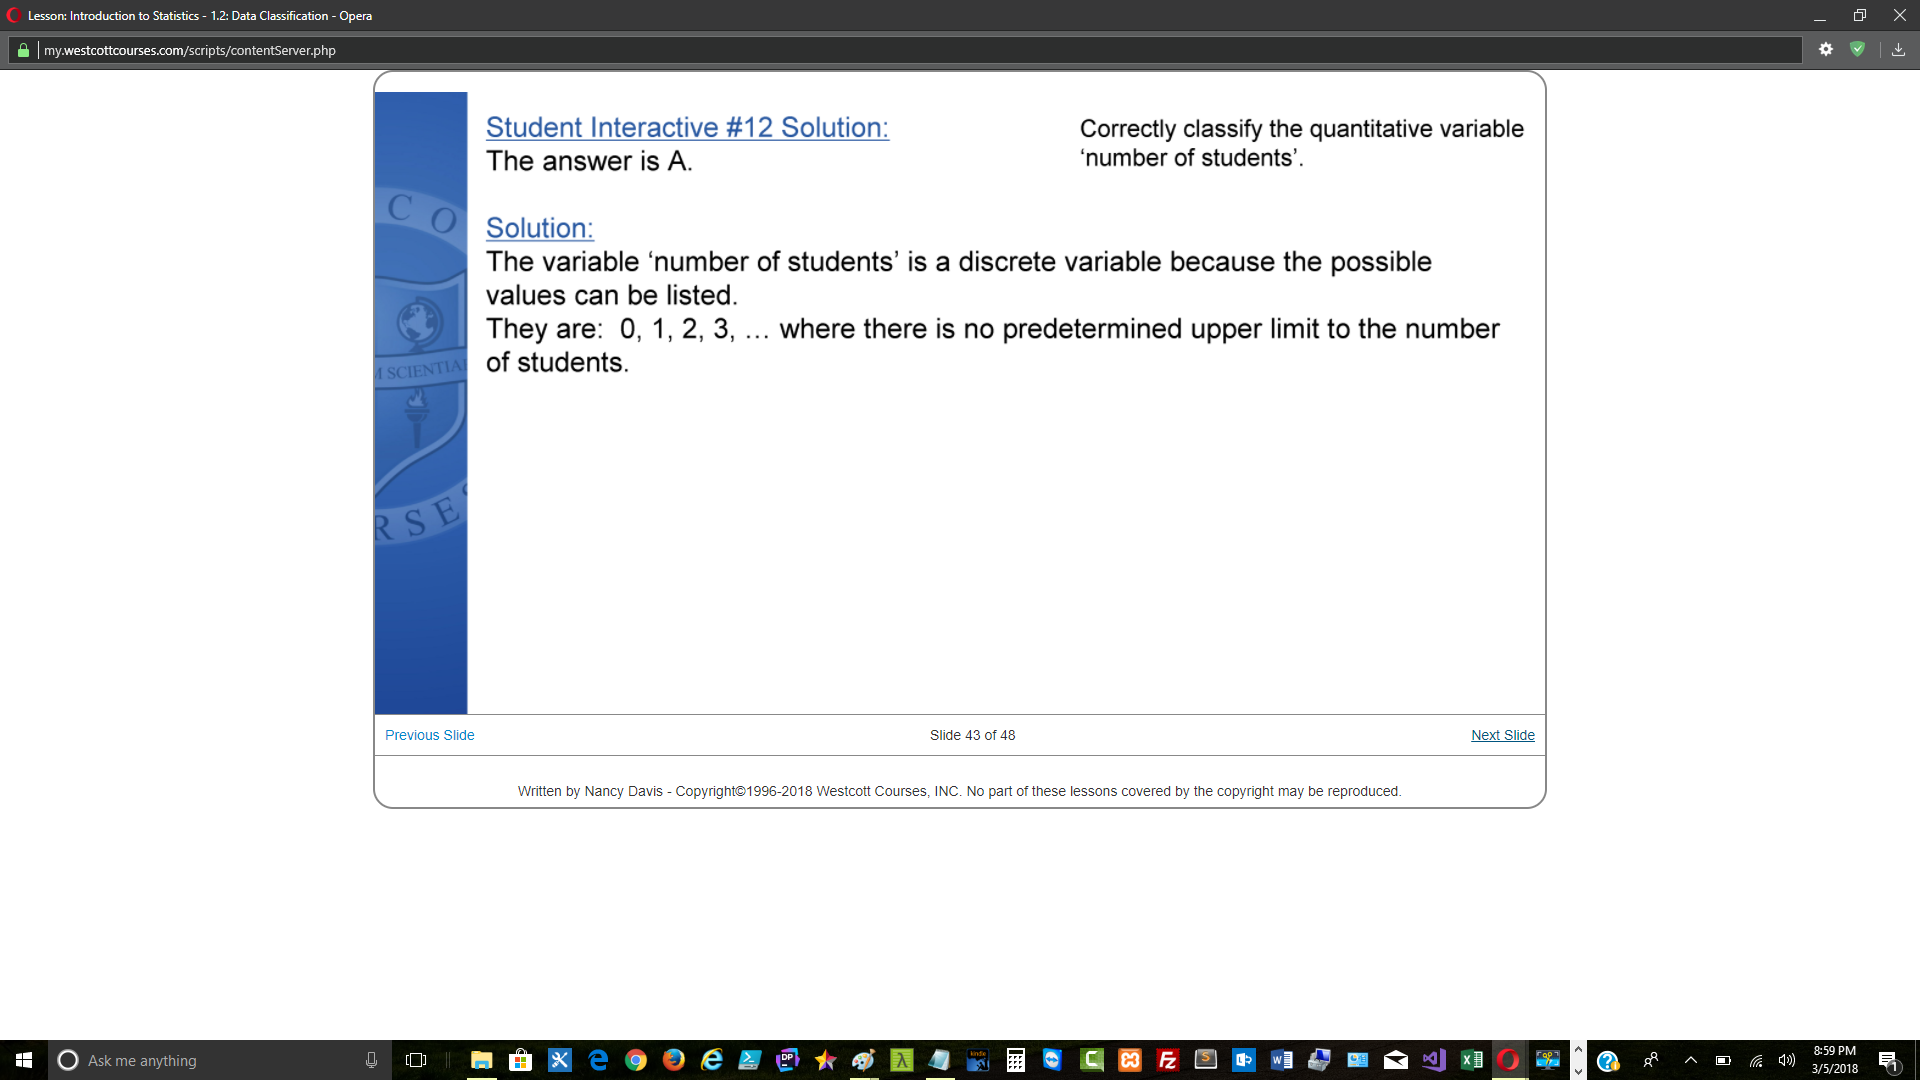 Lesson: Introduction to Statistics - 1.2: Data Classification - Opera
my.westcottcourses.com/scripts/contentServer.php
Student Interactive #12 Solution:
The answer is A.
Correctly classify the quantitative variable
‘number of students’.
Solution:
The variable ‘number of students’ is a discrete variable because the possible
values can be listed.
They are:  0, 1, 2, 3, … where there is no predetermined upper limit to the number
of students.
C O
M SCIENTIA
RSES
Previous Slide
Slide 43 of 48
Next Slide
Written by Nancy Davis - Copyright©1996-2018 Westcott Courses, INC. No part of these lessons covered by the copyright may be reproduced.
Ask me anything
DP
kindle
8:59 PM
3/5/2018
1